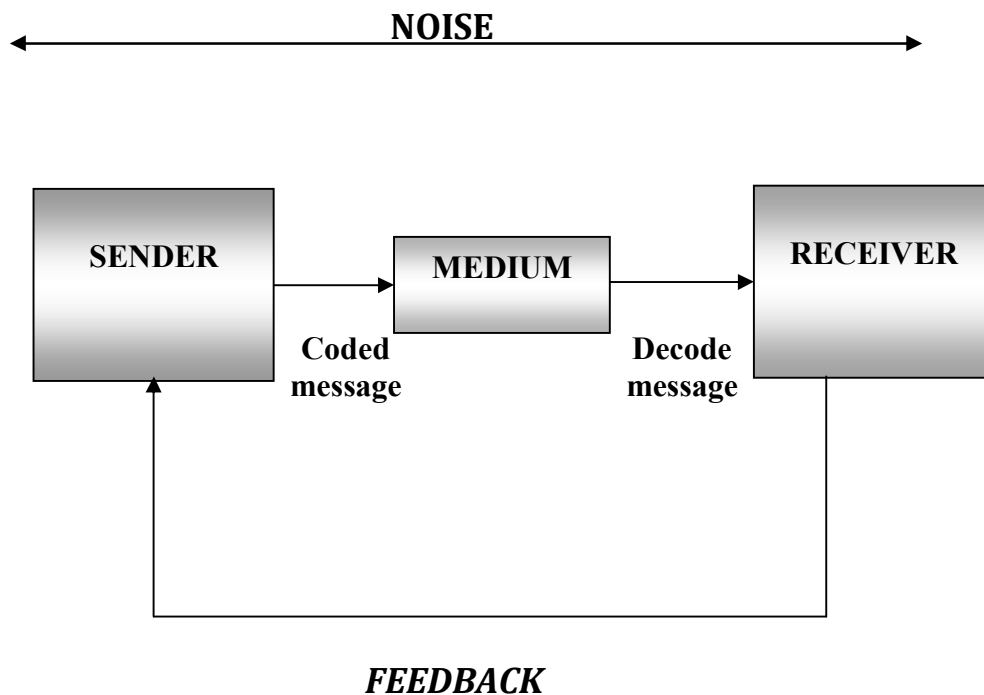 NOISE
SENDER
MEDIUM
RECEIVER
Coded
message
Decode
message
FEEDBACK